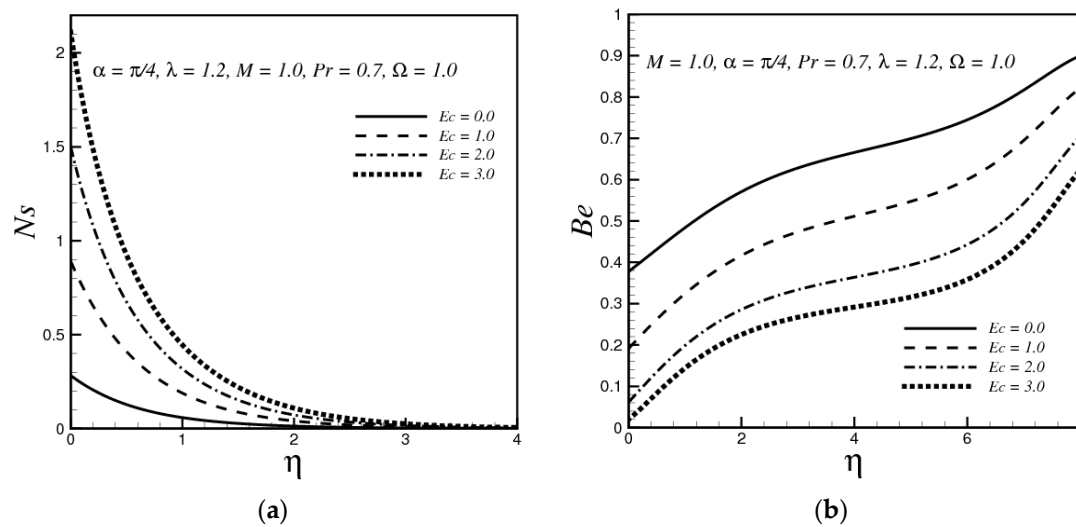 2
1.5
1
0.5
0
Ns
α = π/4, λ = 1.2, M = 1.0, Pr = 0.7, Ω = 1.0
Ec = 0.0
Ec = 1.0
Ec = 2.0
Ec = 3.0
0 1 2 3 4
η
(a)
1
0.9
0.8
0.7
0.6
0.5
0.4
0.3
0.2
0.1
0
Be
M = 1.0, α = π/4, Pr = 0.7, λ = 1.2, Ω = 1.0
Ec = 0.0
Ec = 1.0
Ec = 2.0
Ec = 3.0
0 2 4 6
η
(b)